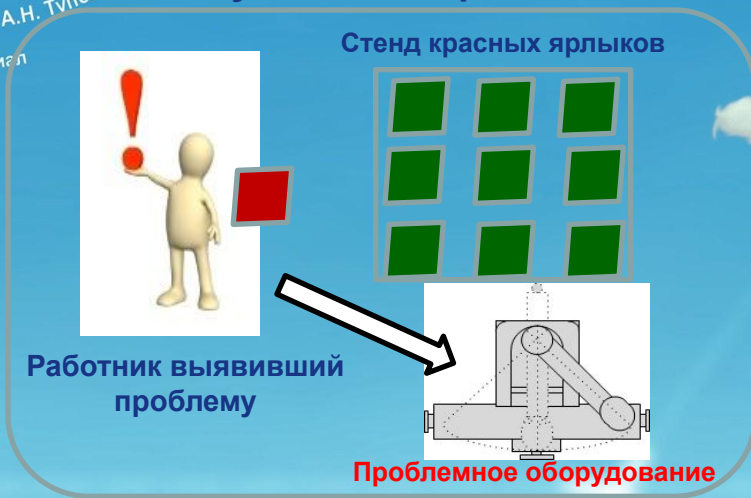 А.Н.
Стенд красных ярлыков
Работник выявивший
проблему
Проблемное оборудование